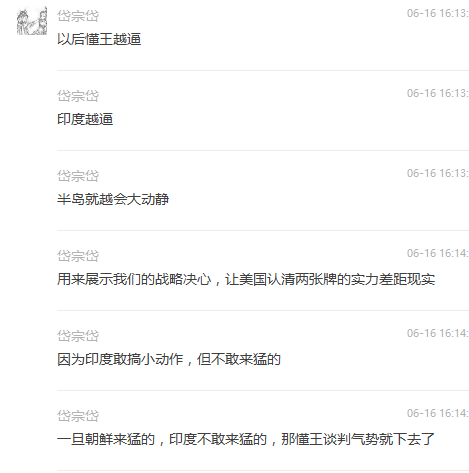 岱宗岱 06-16 16:13:
以后懂王越逼
岱宗岱 06-16 16:13:
印度越逼
岱宗岱 06-16 16:13:
半岛就越会大动静
岱宗岱 06-16 16:14:
用来展示我们的战略决心，让美国认清两张牌的实力差距现实
岱宗岱 06-16 16:14:
因为印度敢搞小动作，但不敢来猛的
岱宗岱 06-16 16:14:
一旦朝鲜来猛的，印度不敢来猛的，那懂王谈判气势就下去了